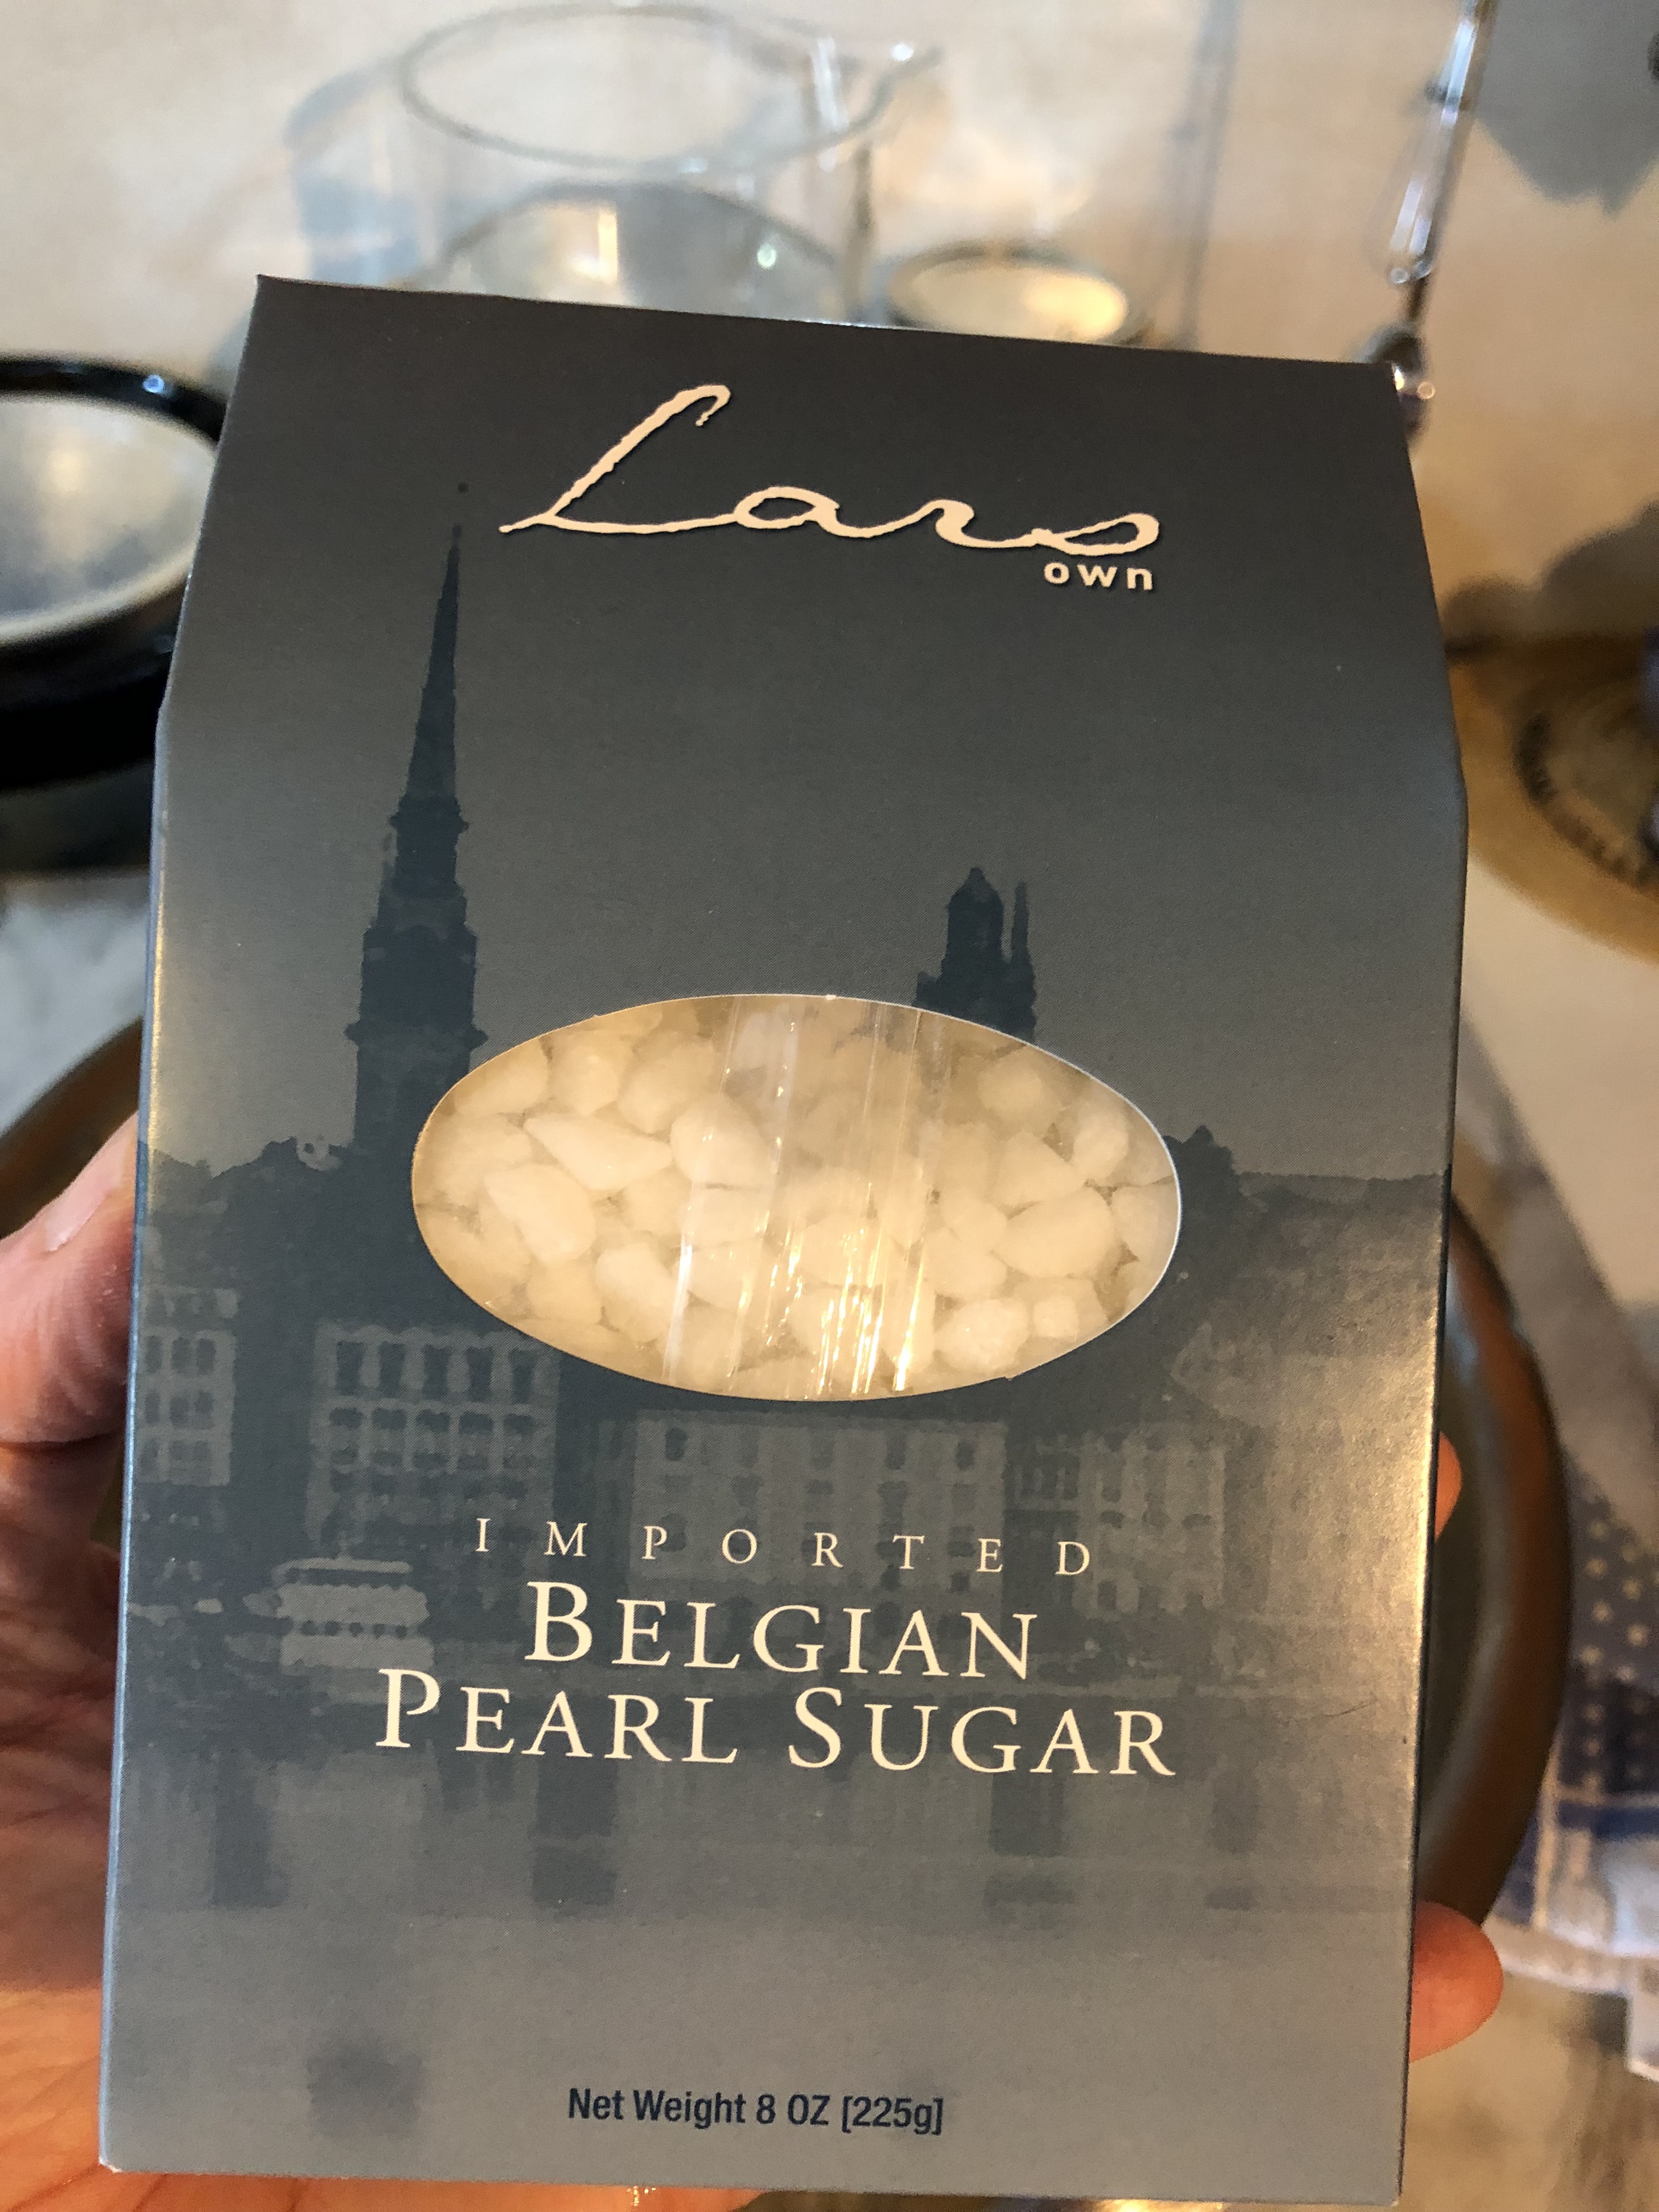 Lars
own
IMPORTED
BELGIAN
PEARL SUGAR
Net Weight 8 OZ [225g]